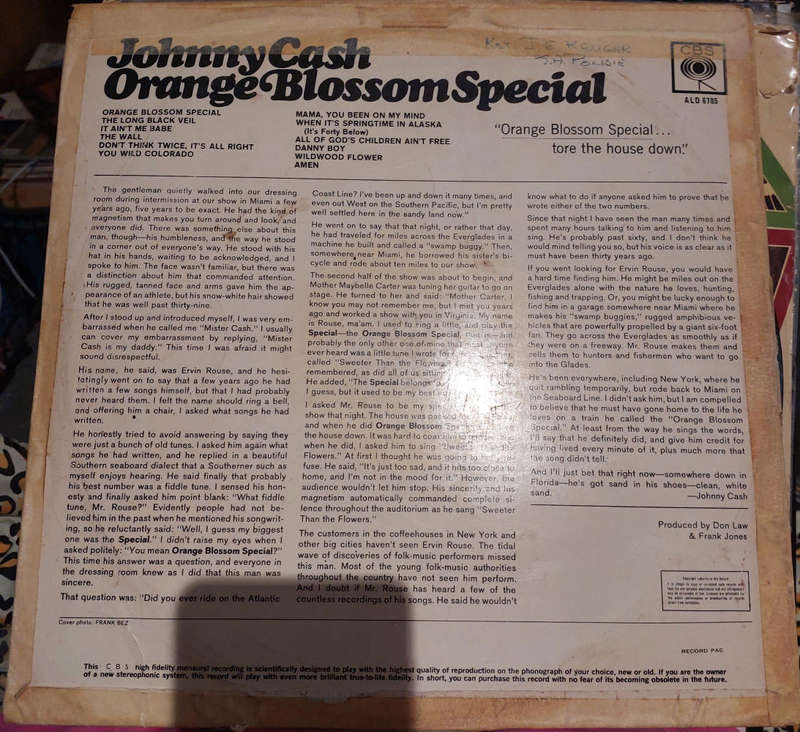 Johnny Cash
Orange Blossom Special
CBS
ALD 6785
ORANGE BLOSSOM SPECIAL
THE LONG BLACK VEIL
IT AIN'T ME BABE
THE WALL
DON'T THINK TWICE, IT'S ALL RIGHT
YOU WILD COLORADO
MAMA, YOU BEEN ON MY MIND
WHEN IT'S SPRINGTIME IN ALASKA
(It's Forty Below)
ALL OF GOD'S CHILDREN AIN'T FREE
DANNY BOY
WILDWOOD FLOWER
AMEN
"Orange Blossom Special...
tore the house down."
The gentleman quietly walked into our dressing
room during intermission at our show in Miami a few
years ago, five years to be exact. He had the kind of
magnetism that makes you turn around and look, and
everyone did. There was something else about this
man, though—his humbleness, and the way he stood
in a corner out of everyone's way. He stood with his
hat in his hands, waiting to be acknowledged, and I
spoke to him. The face wasn't familiar, but there was
a distinction about him that commanded attention.
His rugged, tanned face and arms gave him the ap-
pearance of an athlete, but his snow-white hair showed
that he was well past thirty-nine.
After I stood up and introduced myself, I was very em-
barrassed when he called me "Mister Cash." I usually
can cover my embarrassment by replying, "Mister
Cash is my daddy." This time I was afraid it might
sound disrespectful.
His name, he said, was Ervin Rouse, and he hesi-
tatingly went on to say that a few years ago he had
written a few songs himself, but that I had probably
never heard them. I felt the name should ring a bell,
and offering him a chair, I asked what songs he had
written.
He honestly tried to avoid answering by saying they
were just a bunch of old tunes. I asked him again what
songs he had written, and he replied in a beautiful
Southern seaboard dialect that a Southerner such as
myself enjoys hearing. He said finally that probably
his best number was a fiddle tune. I sensed his hon-
esty and finally asked him point blank: "What fiddle
tune, Mr. Rouse?" Evidently people had not be-
lieved him in the past when he mentioned his songwrit-
ing, so he reluctantly said: "Well, I guess my biggest
one was the Special." I didn't raise my eyes when I
asked politely: "You mean Orange Blossom Special?"
This time his answer was a question, and everyone in
the dressing room knew as I did that this man was
sincere.
That question was: "Did you ever ride on the Atlantic
Coast Line? I've been up and down it many times, and
even out West on the Southern Pacific, but I'm pretty
well settled here in the sandy land now."
He went on to say that that night, or rather that day,
he had traveled for miles across the Everglades in a
machine he built and called a "swamp buggy." Then,
somewhere near Miami, he borrowed his sister's bi-
cycle and rode about ten miles to our show.
The second half of the show was about to begin, and
Mother Maybelle Carter was tuning her guitar to go on
stage. He turned to her and said: "Mother Carter, I
know you may not remember me, but I met you years
ago and worked a show with you in Virginia. My name
is Rouse, ma'am. I used to play the
Special—the Orange Blossom Special, that is—and
probably the only other one of mine that
ever heard was a little tune I wrote
called "Sweeter Than the Flowers
remembered, as did all of us sitting
He added, "The Special belongs
I guess, but it used to be my best
I asked Mr. Rouse to be my
show that night. The house was packed
and when he did Orange Blossom
the house down. It was hard to
when he did, I asked him to sing
Flowers." At first I thought he was going to re-
fuse. He said, "It's just too sad, and it hits too close to
home, and I'm not in the mood for it." However, the
audience wouldn't let him stop. His sincerity and his
magnetism automatically commanded complete si-
lence throughout the audience as he sang "Sweeter
Than the Flowers."
The customers in the coffeehouses in New York and
other big cities haven't seen Ervin Rouse. The tidal
wave of discoveries of folk-music performers missed
this man. Most of the young folk-music authorities
throughout the country have not seen him perform.
And I doubt if Mr. Rouse has heard a few of the
countless recordings of his songs. He said he wouldn't
know what to do if anyone asked him to prove that he
wrote either of the two numbers.
Since that night I have seen the man many times and
spent many hours talking to him and listening to him
sing. He's probably past sixty, and I don't think he
would mind telling you so, but his voice is as clear as it
must have been thirty years ago.
If you went looking for Ervin Rouse, you would have
a hard time finding him. He might be miles out on the
Everglades alone with the nature he loves, hunting,
fishing and trapping. Or, you might be lucky enough to
find him in a garage somewhere near Miami where he
makes his "swamp buggies," rugged amphibious ve-
hicles that are powerfully propelled by a giant six-foot
fan. They go across the Everglades as smoothly as if
they were on a freeway. Mr. Rouse makes them and
sells them to hunters and fishermen who want to go
into the Glades.
He's been everywhere, including New York, where he
quit rambling temporarily, but rode back to Miami on
the Seaboard Line. I didn't ask him, but I am compelled
to believe that he must have gone home to the life he
loves on a train he called the "Orange Blossom
Special." At least from the way he sings the words,
I'll say that he definitely did, and give him credit for
having lived every minute of it, plus much more that
the song didn't tell.
And I'll just bet that right now—somewhere down in
Florida—he's got sand in his shoes—clean, white
sand.
—Johnny Cash
Produced by Don Law
& Frank Jones
Cover photo: FRANK BEZ
RECORD PAC
This CBS high fidelity monaural recording is scientifically designed to play with the highest quality of reproduction on the phonograph of your choice, new or old. If you are the owner
of a new stereophonic system, this record will play with even more brilliant true-to-life fidelity. In short, you can purchase this record with no fear of its becoming obsolete in the future.